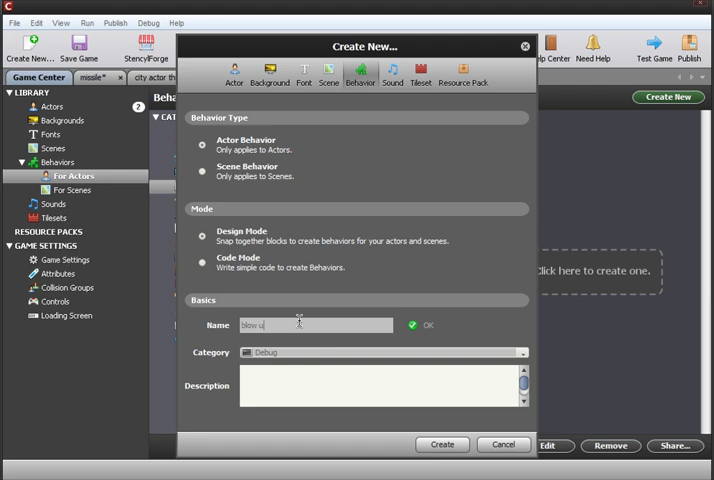 File Edit View Run Publish Debug Help
Create New... Save Game StencylForge Need Help Test Game Publish
Game Center missile* city actor
LIBRARY
Create New
Actors 2
Backgrounds
Fonts
Scenes
Behaviors
For Actors
For Scenes
Sounds
Tilesets
RESOURCE PACKS
GAME SETTINGS
Game Settings
Attributes
Collision Groups
Controls
Loading Screen
Create New...
Actor Background Font Scene Behavior Sound Tileset Resource Pack
Behavior Type
Actor Behavior
Only applies to Actors.
Scene Behavior
Only applies to Scenes.
Mode
Design Mode
Snap together blocks to create behaviors for your actors and scenes.
Code Mode
Write simple code to create Behaviors.
Basics
Name blow u OK
Category Debug
Description
Create Cancel
Click here to create one.
Edit Remove Share...